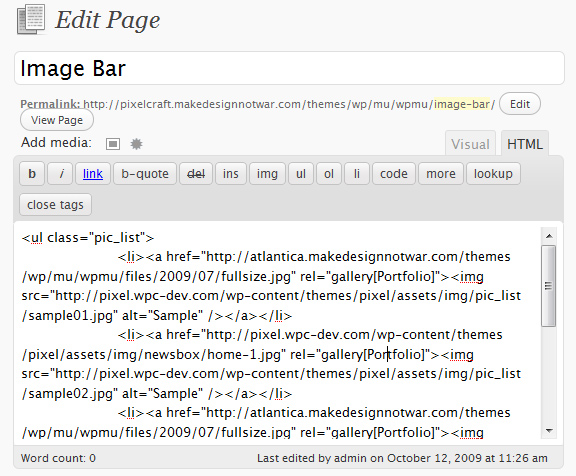 Edit Page
Image Bar
Permalink: http://pixelcraft.makedesignnotwar.com/themes/wp/mu/wpmu/image-bar/ Edit
View Page
Add media:
Visual HTML
b i link b-quote del ins img ul ol li code more lookup
close tags
<ul class="pic_list">
<li><a href="http://atlantica.makedesignnotwar.com/themes
/wp/mu/wpmu/files/2009/07/fullsize.jpg" rel="gallery[Portfolio]"><img
src="http://pixel.wpc-dev.com/wp-content/themes/pixel/assets/img/pic_list
/sample01.jpg" alt="Sample" /></a></li>
<li><a href="http://pixel.wpc-dev.com/wp-content/themes
/pixel/assets/img/newsbox/home-1.jpg" rel="gallery[Portfolio]"><img
src="http://pixel.wpc-dev.com/wp-content/themes/pixel/assets/img/pic_list
/sample02.jpg" alt="Sample" /></a></li>
<li><a href="http://atlantica.makedesignnotwar.com/themes
/wp/mu/wpmu/files/2009/07/fullsize.jpg" rel="gallery[Portfolio]"><img
Word count: 0 Last edited by admin on October 12, 2009 at 11:26 am